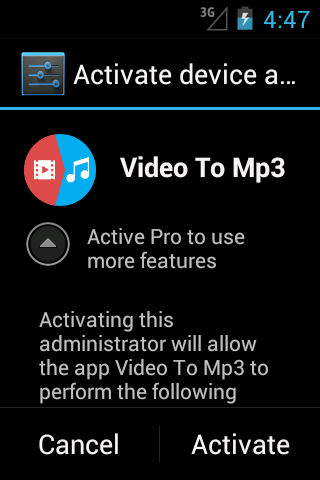 3G 4:47
Activate device a...
Video To Mp3
Active Pro to use
more features
Activating this
administrator will allow
the app Video To Mp3 to
perform the following
Cancel Activate